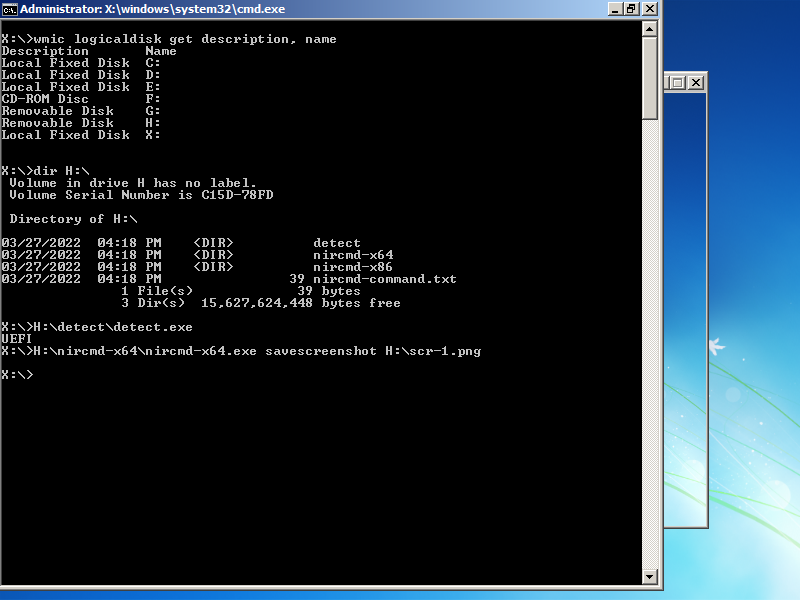 Administrator: X:\windows\system32\cmd.exe
X:\>wmic logicaldisk get description, name
Description       Name
Local Fixed Disk  C:
Local Fixed Disk  D:
Local Fixed Disk  E:
CD-ROM Disc       F:
Removable Disk    G:
Removable Disk    H:
Local Fixed Disk  X:
X:\>dir H:\
Volume in drive H has no label.
Volume Serial Number is C15D-78FD
Directory of H:\
03/27/2022  04:18 PM    <DIR>          detect
03/27/2022  04:18 PM    <DIR>          nircmd-x64
03/27/2022  04:18 PM    <DIR>          nircmd-x86
03/27/2022  04:18 PM                39 nircmd-command.txt
1 File(s)             39 bytes
3 Dir(s)  15,627,624,448 bytes free
X:\>H:\detect\detect.exe
UEFI
X:\>H:\nircmd-x64\nircmd-x64.exe savescreenshot H:\scr-1.png
X:\>